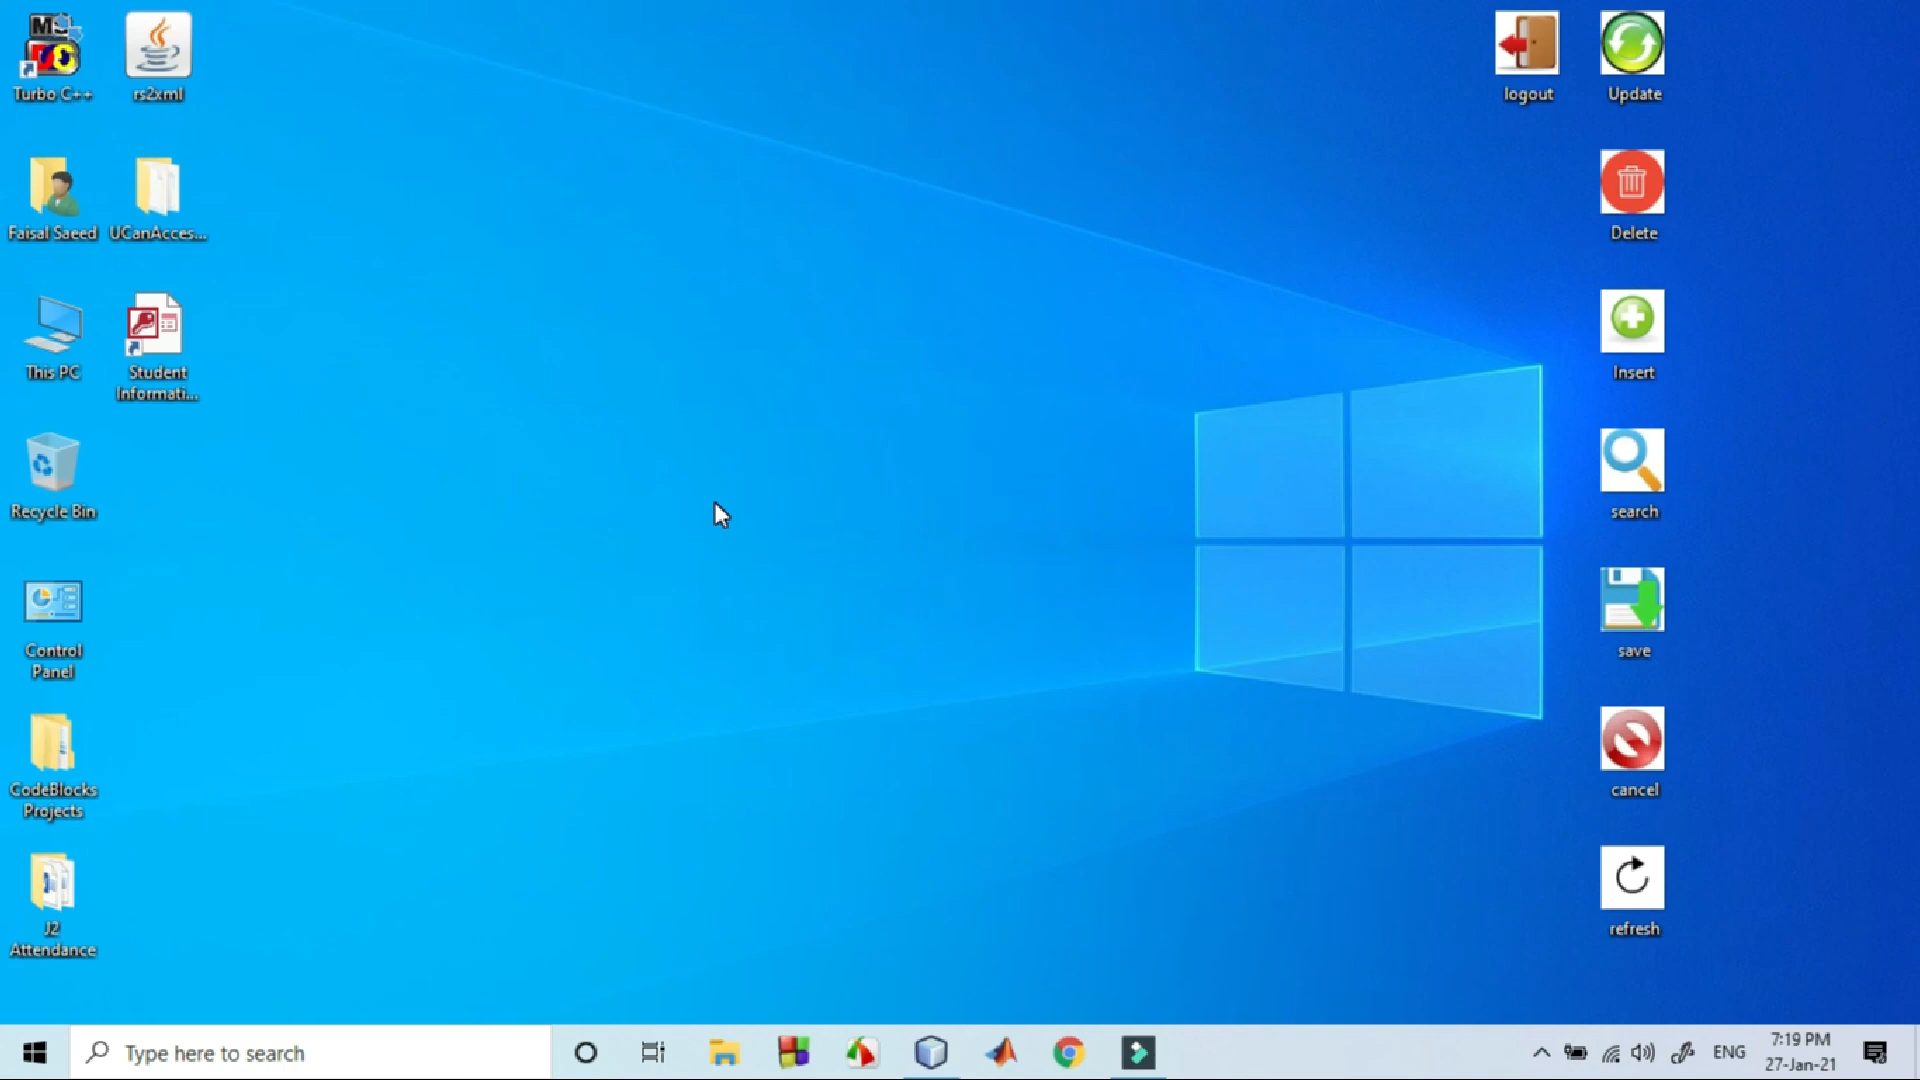 Turbo C++
rs2xml
logout
Update
Faisal Saeed
UCanAcces...
Delete
This PC
Student
Informati...
Insert
Recycle Bin
search
Control
Panel
save
CodeBlocks
Projects
cancel
J2
Attendance
refresh
Type here to search
ENG
7:19 PM
27-Jan-21